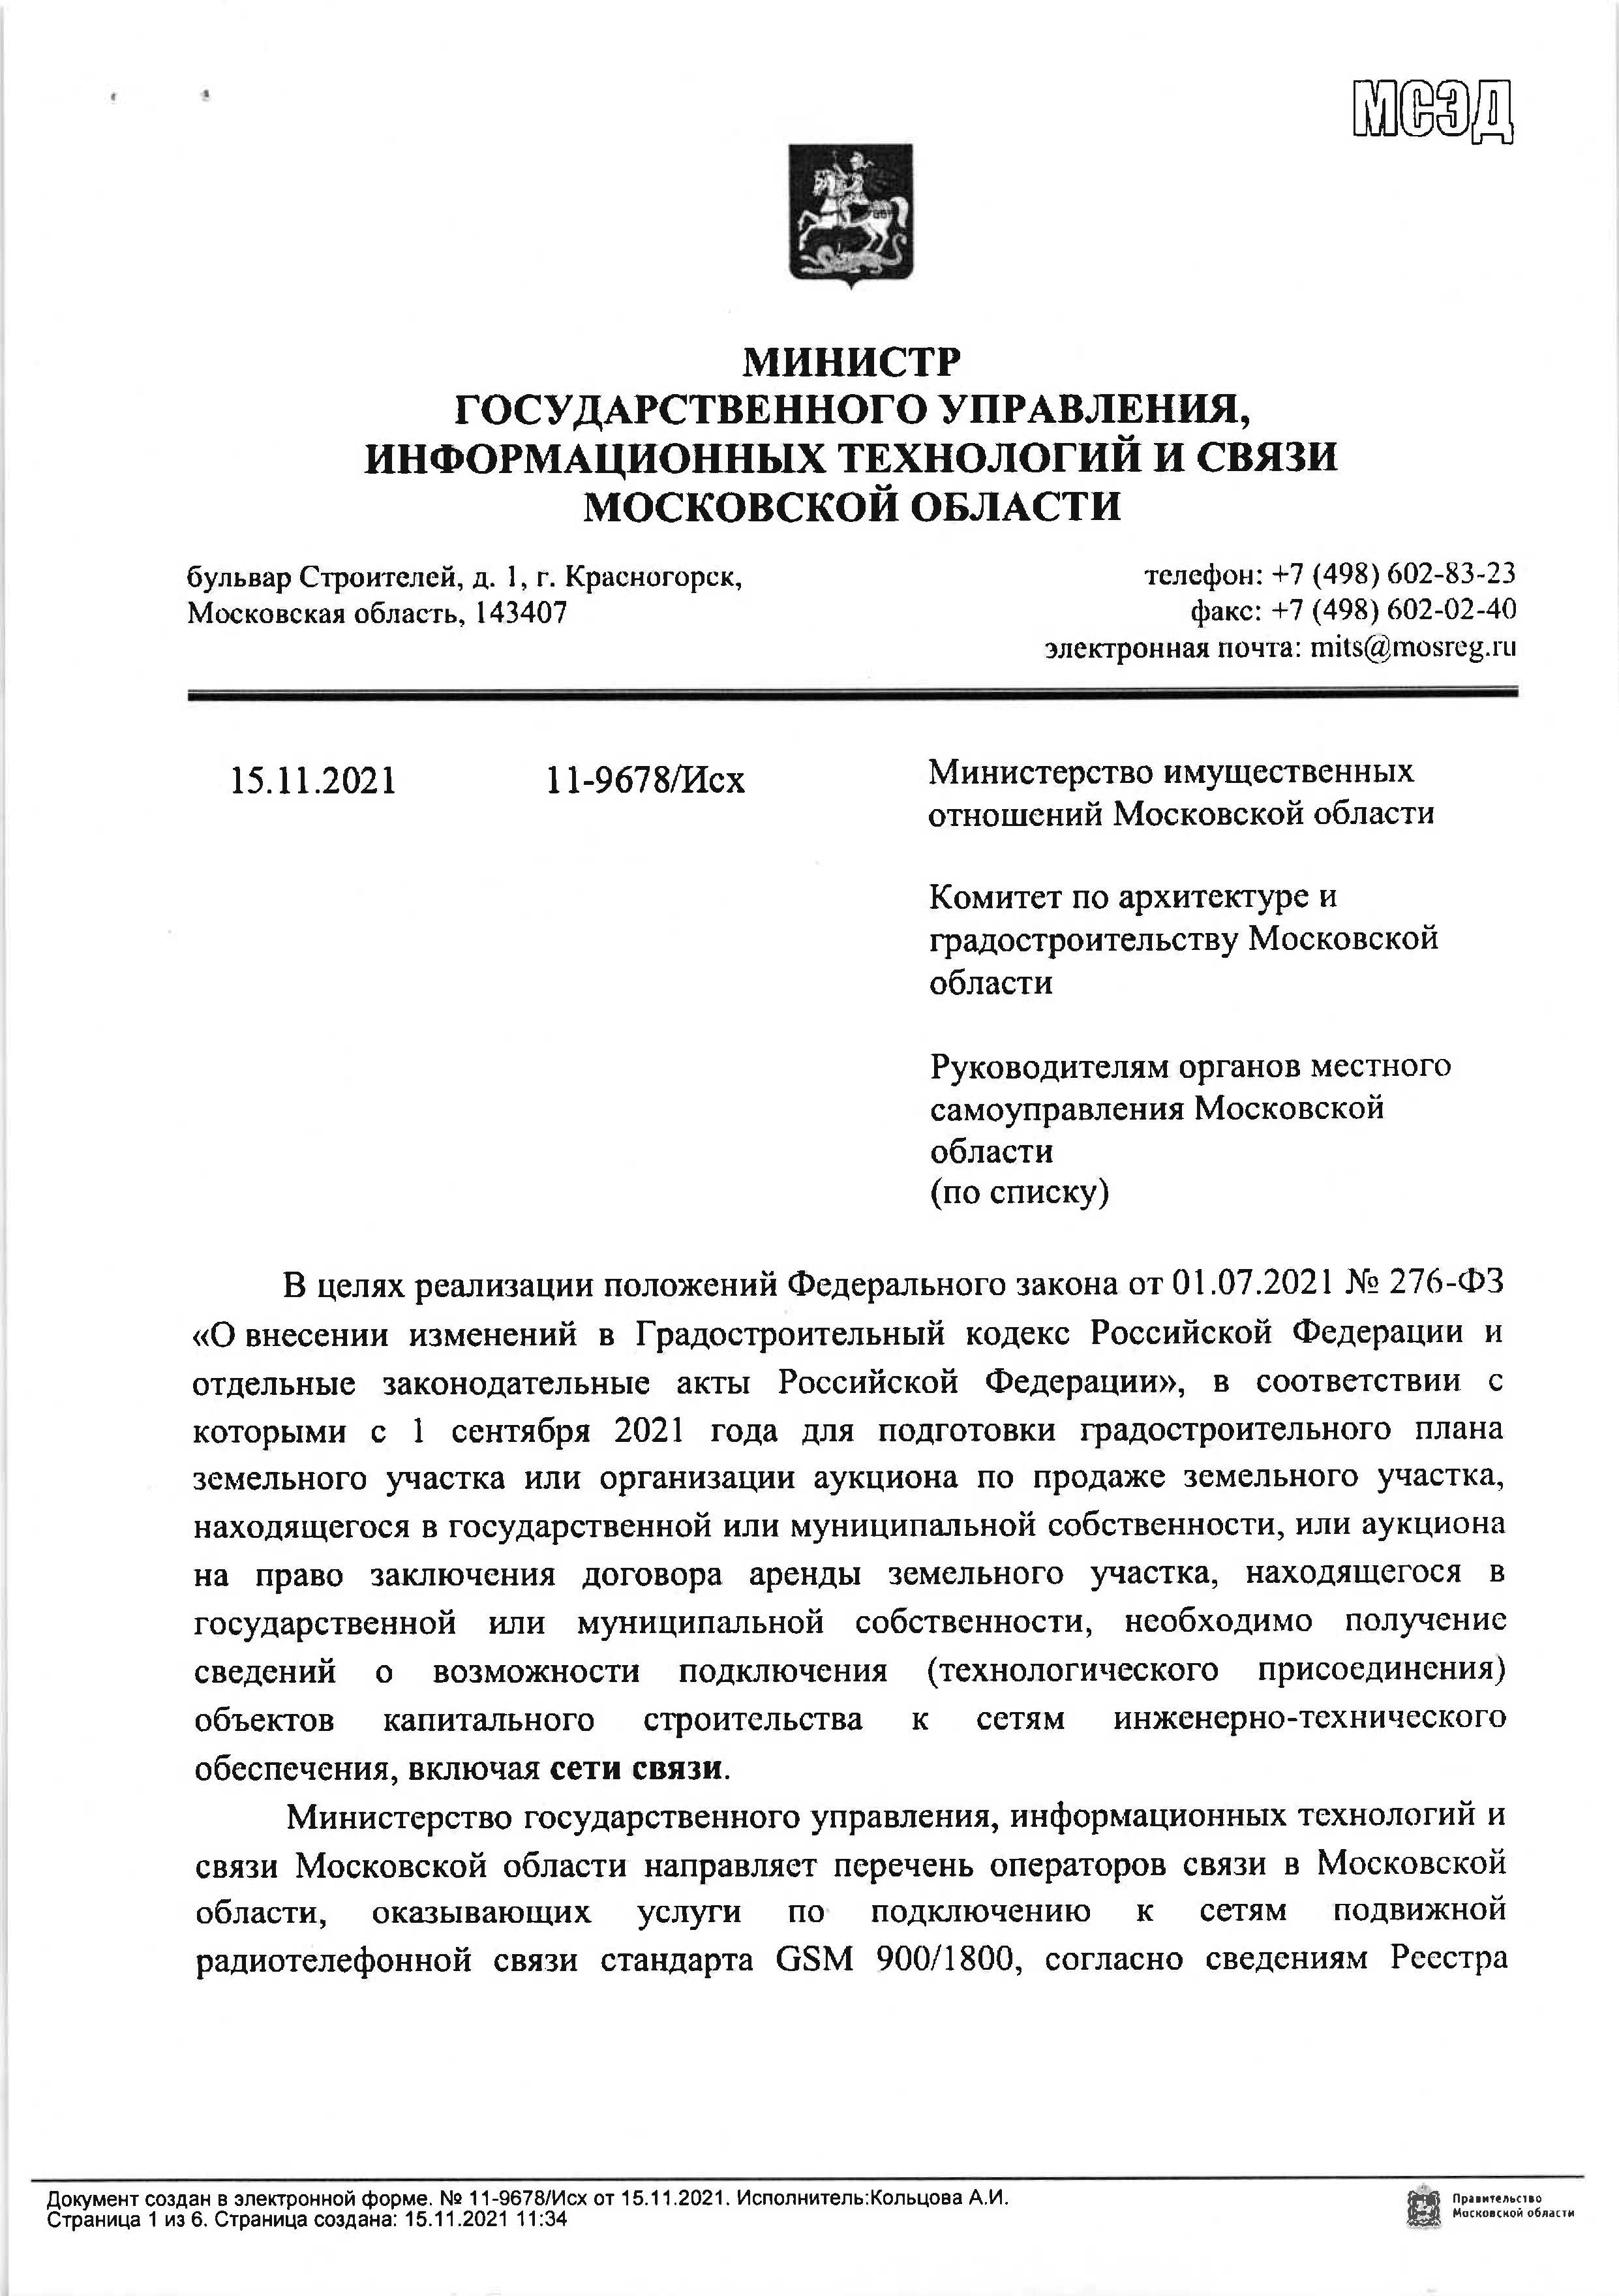 МСЭД
МИНИСТР
ГОСУДАРСТВЕННОГО УПРАВЛЕНИЯ,
ИНФОРМАЦИОННЫХ ТЕХНОЛОГИЙ И СВЯЗИ
МОСКОВСКОЙ ОБЛАСТИ
бульвар Строителей, д. 1, г. Красногорск,
Московская область, 143407
телефон: +7 (498) 602-83-23
факс: +7 (498) 602-02-40
электронная почта: mits@mosreg.ru
15.11.2021 11-9678/Исх
Министерство имущественных
отношений Московской области
Комитет по архитектуре и
градостроительству Московской
области
Руководителям органов местного
самоуправления Московской
области
(по списку)
В целях реализации положений Федерального закона от 01.07.2021 № 276-ФЗ
«О внесении изменений в Градостроительный кодекс Российской Федерации и
отдельные законодательные акты Российской Федерации», в соответствии с
которыми с 1 сентября 2021 года для подготовки градостроительного плана
земельного участка или организации аукциона по продаже земельного участка,
находящегося в государственной или муниципальной собственности, или аукциона
на право заключения договора аренды земельного участка, находящегося в
государственной или муниципальной собственности, необходимо получение
сведений о возможности подключения (технологического присоединения)
объектов капитального строительства к сетям инженерно-технического
обеспечения, включая сети связи.
Министерство государственного управления, информационных технологий и
связи Московской области направляет перечень операторов связи в Московской
области, оказывающих услуги по подключению к сетям подвижной
радиотелефонной связи стандарта GSM 900/1800, согласно сведениям Реестра
Документ создан в электронной форме. № 11-9678/Исх от 15.11.2021. Исполнитель:Кольцова А.И.
Страница 1 из 6. Страница создана: 15.11.2021 11:34
Правительство
Московской области